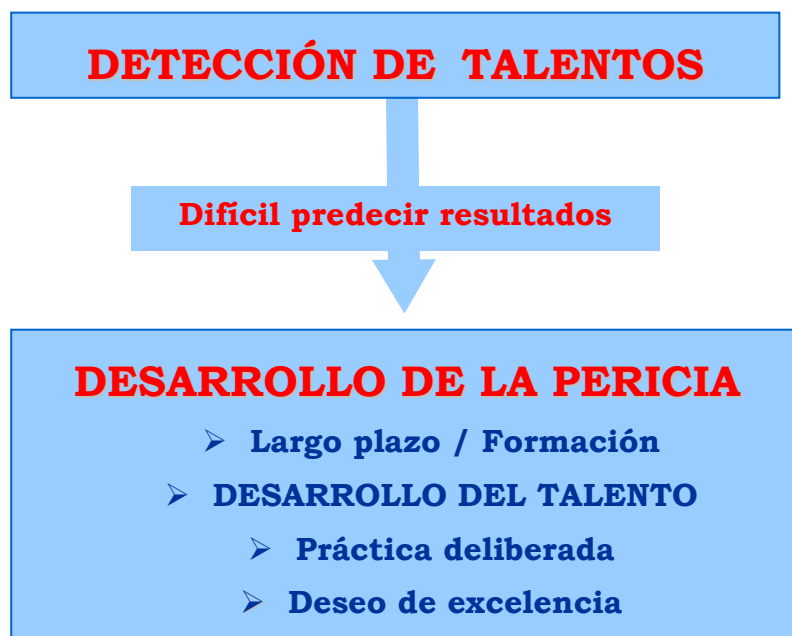 DETECCIÓN DE TALENTOS
Difícil predecir resultados
DESARROLLO DE LA PERICIA
➢ Largo plazo / Formación
➢ DESARROLLO DEL TALENTO
➢ Práctica deliberada
➢ Deseo de excelencia